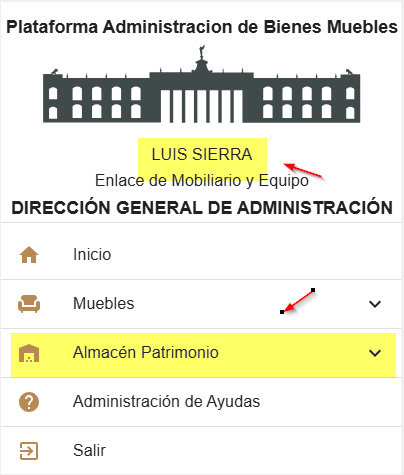 Plataforma Administracion de Bienes Muebles
LUIS SIERRA
Enlace de Mobiliario y Equipo
DIRECCIÓN GENERAL DE ADMINISTRACIÓN
Inicio
Muebles
Almacén Patrimonio
Administración de Ayudas
Salir